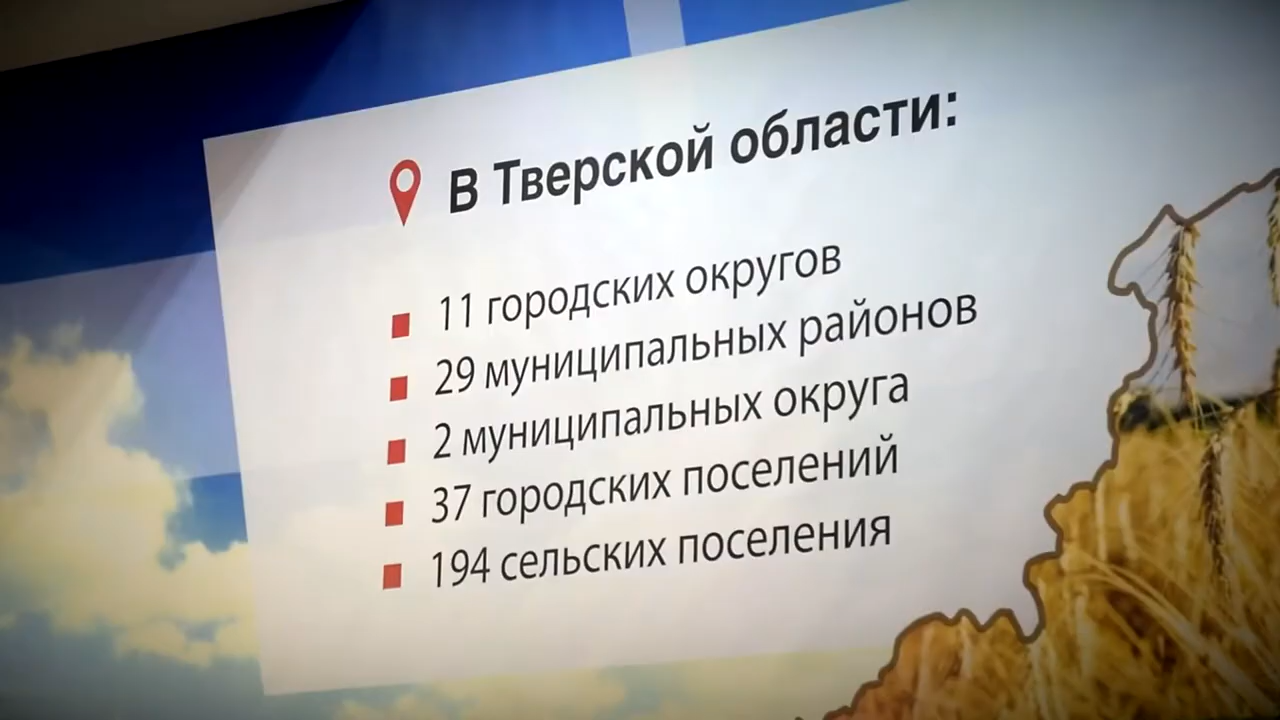 В Тверской области:
11 городских округов
29 муниципальных районов
2 муниципальных округа
37 городских поселений
194 сельских поселения